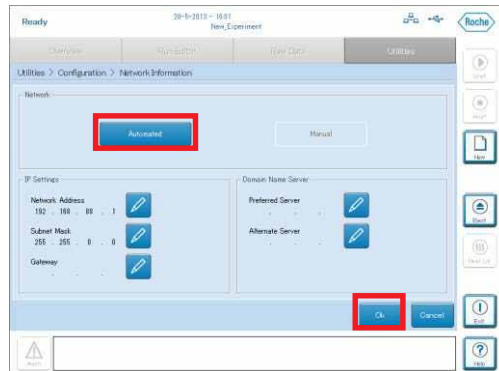 Ready
28-5-2013 - 16:01
New_Experiment
Roche
Overview
Run Editor
Raw Data
Utilities
Utilities > Configuration > Network Information
Start
Network
Automated
Manual
New
IP Settings
Domain Name Server
Network Address
192 . 168 . 88 . 1
Preferred Server
Subnet Mask
255 . 255 . 0 . 0
Alternate Server
Gateway
Eject
Ok
Cancel
Exit
Help